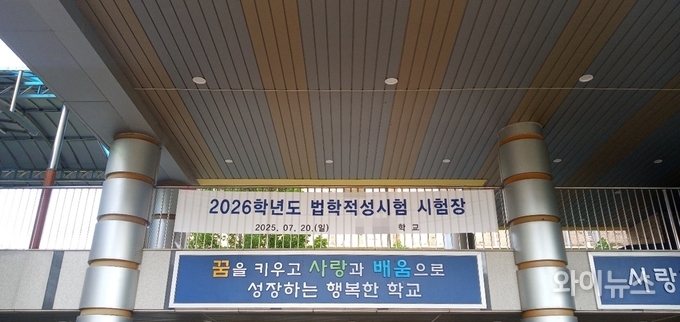 2026학년도 법학적성시험 시험장
2025. 07. 20.(일) 학 교
꿈을 키우고 사랑과 배움으로
성장하는 행복한 학교
사랑
와이뉴스